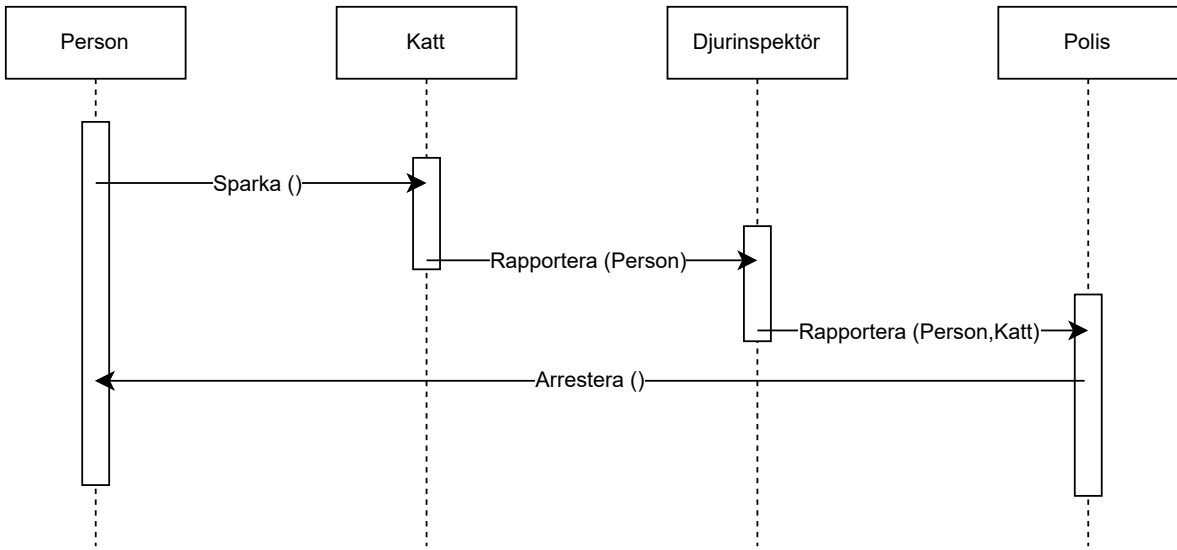 Person
Katt
Djurinspektör
Polis
Sparka ()
Rapportera (Person)
Rapportera (Person,Katt)
Arrestera ()